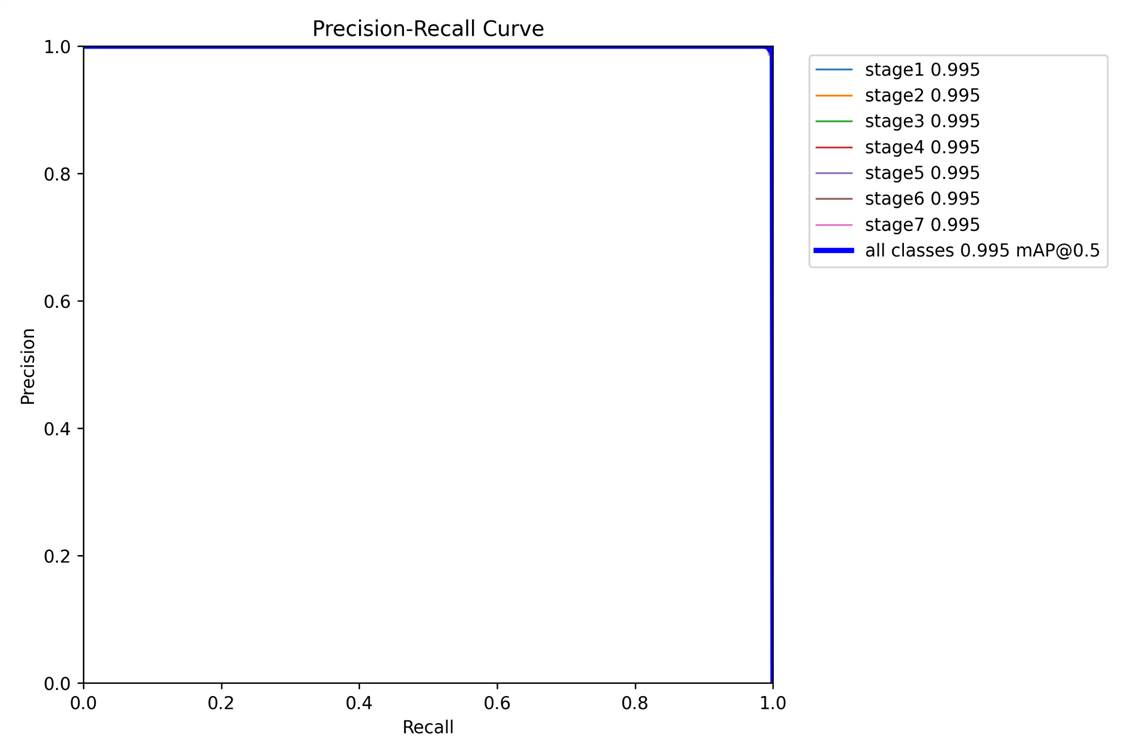 Precision-Recall Curve
1.0
0.8
0.6
0.4
0.2
0.0
Precision
0.0 0.2 0.4 0.6 0.8 1.0
Recall
stage1 0.995
stage2 0.995
stage3 0.995
stage4 0.995
stage5 0.995
stage6 0.995
stage7 0.995
all classes 0.995 mAP@0.5